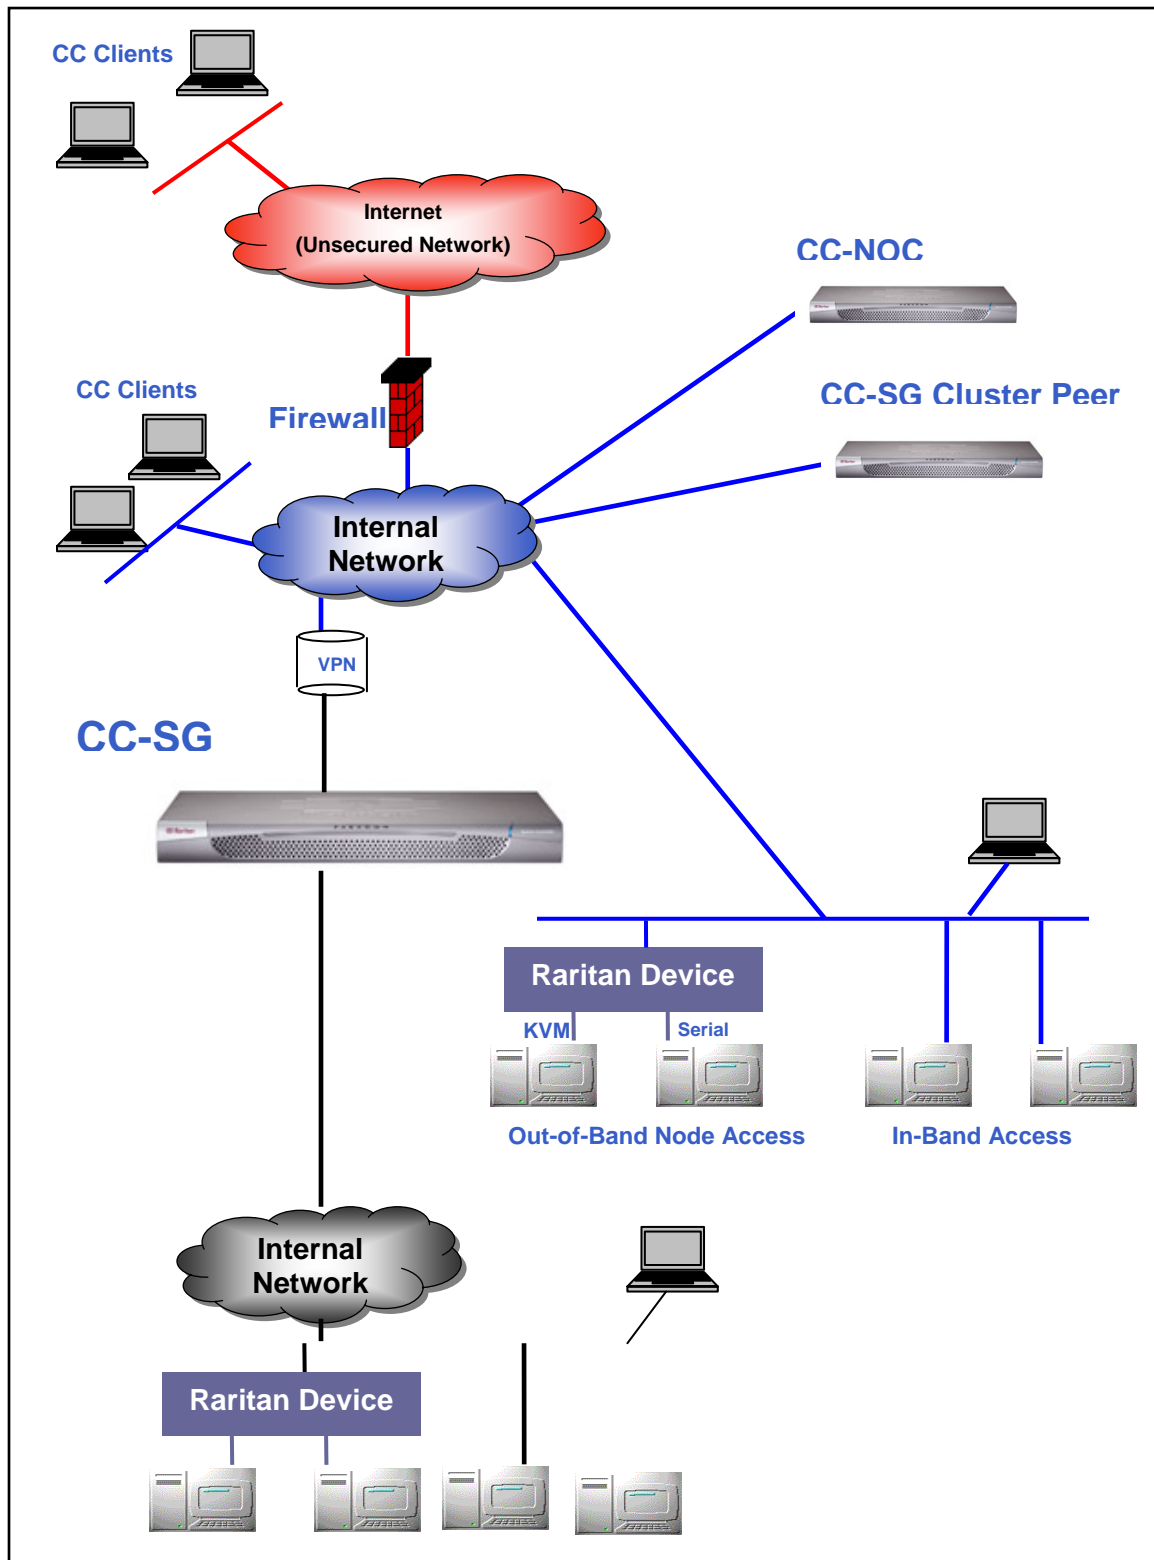 CC Clients
Internet
(Unsecured Network)
CC-NOC
CC-SG Cluster Peer
CC Clients
Firewall
Internal
Network
VPN
CC-SG
Raritan Device
KVM
Serial
Out-of-Band Node Access
In-Band Access
Internal
Network
Raritan Device